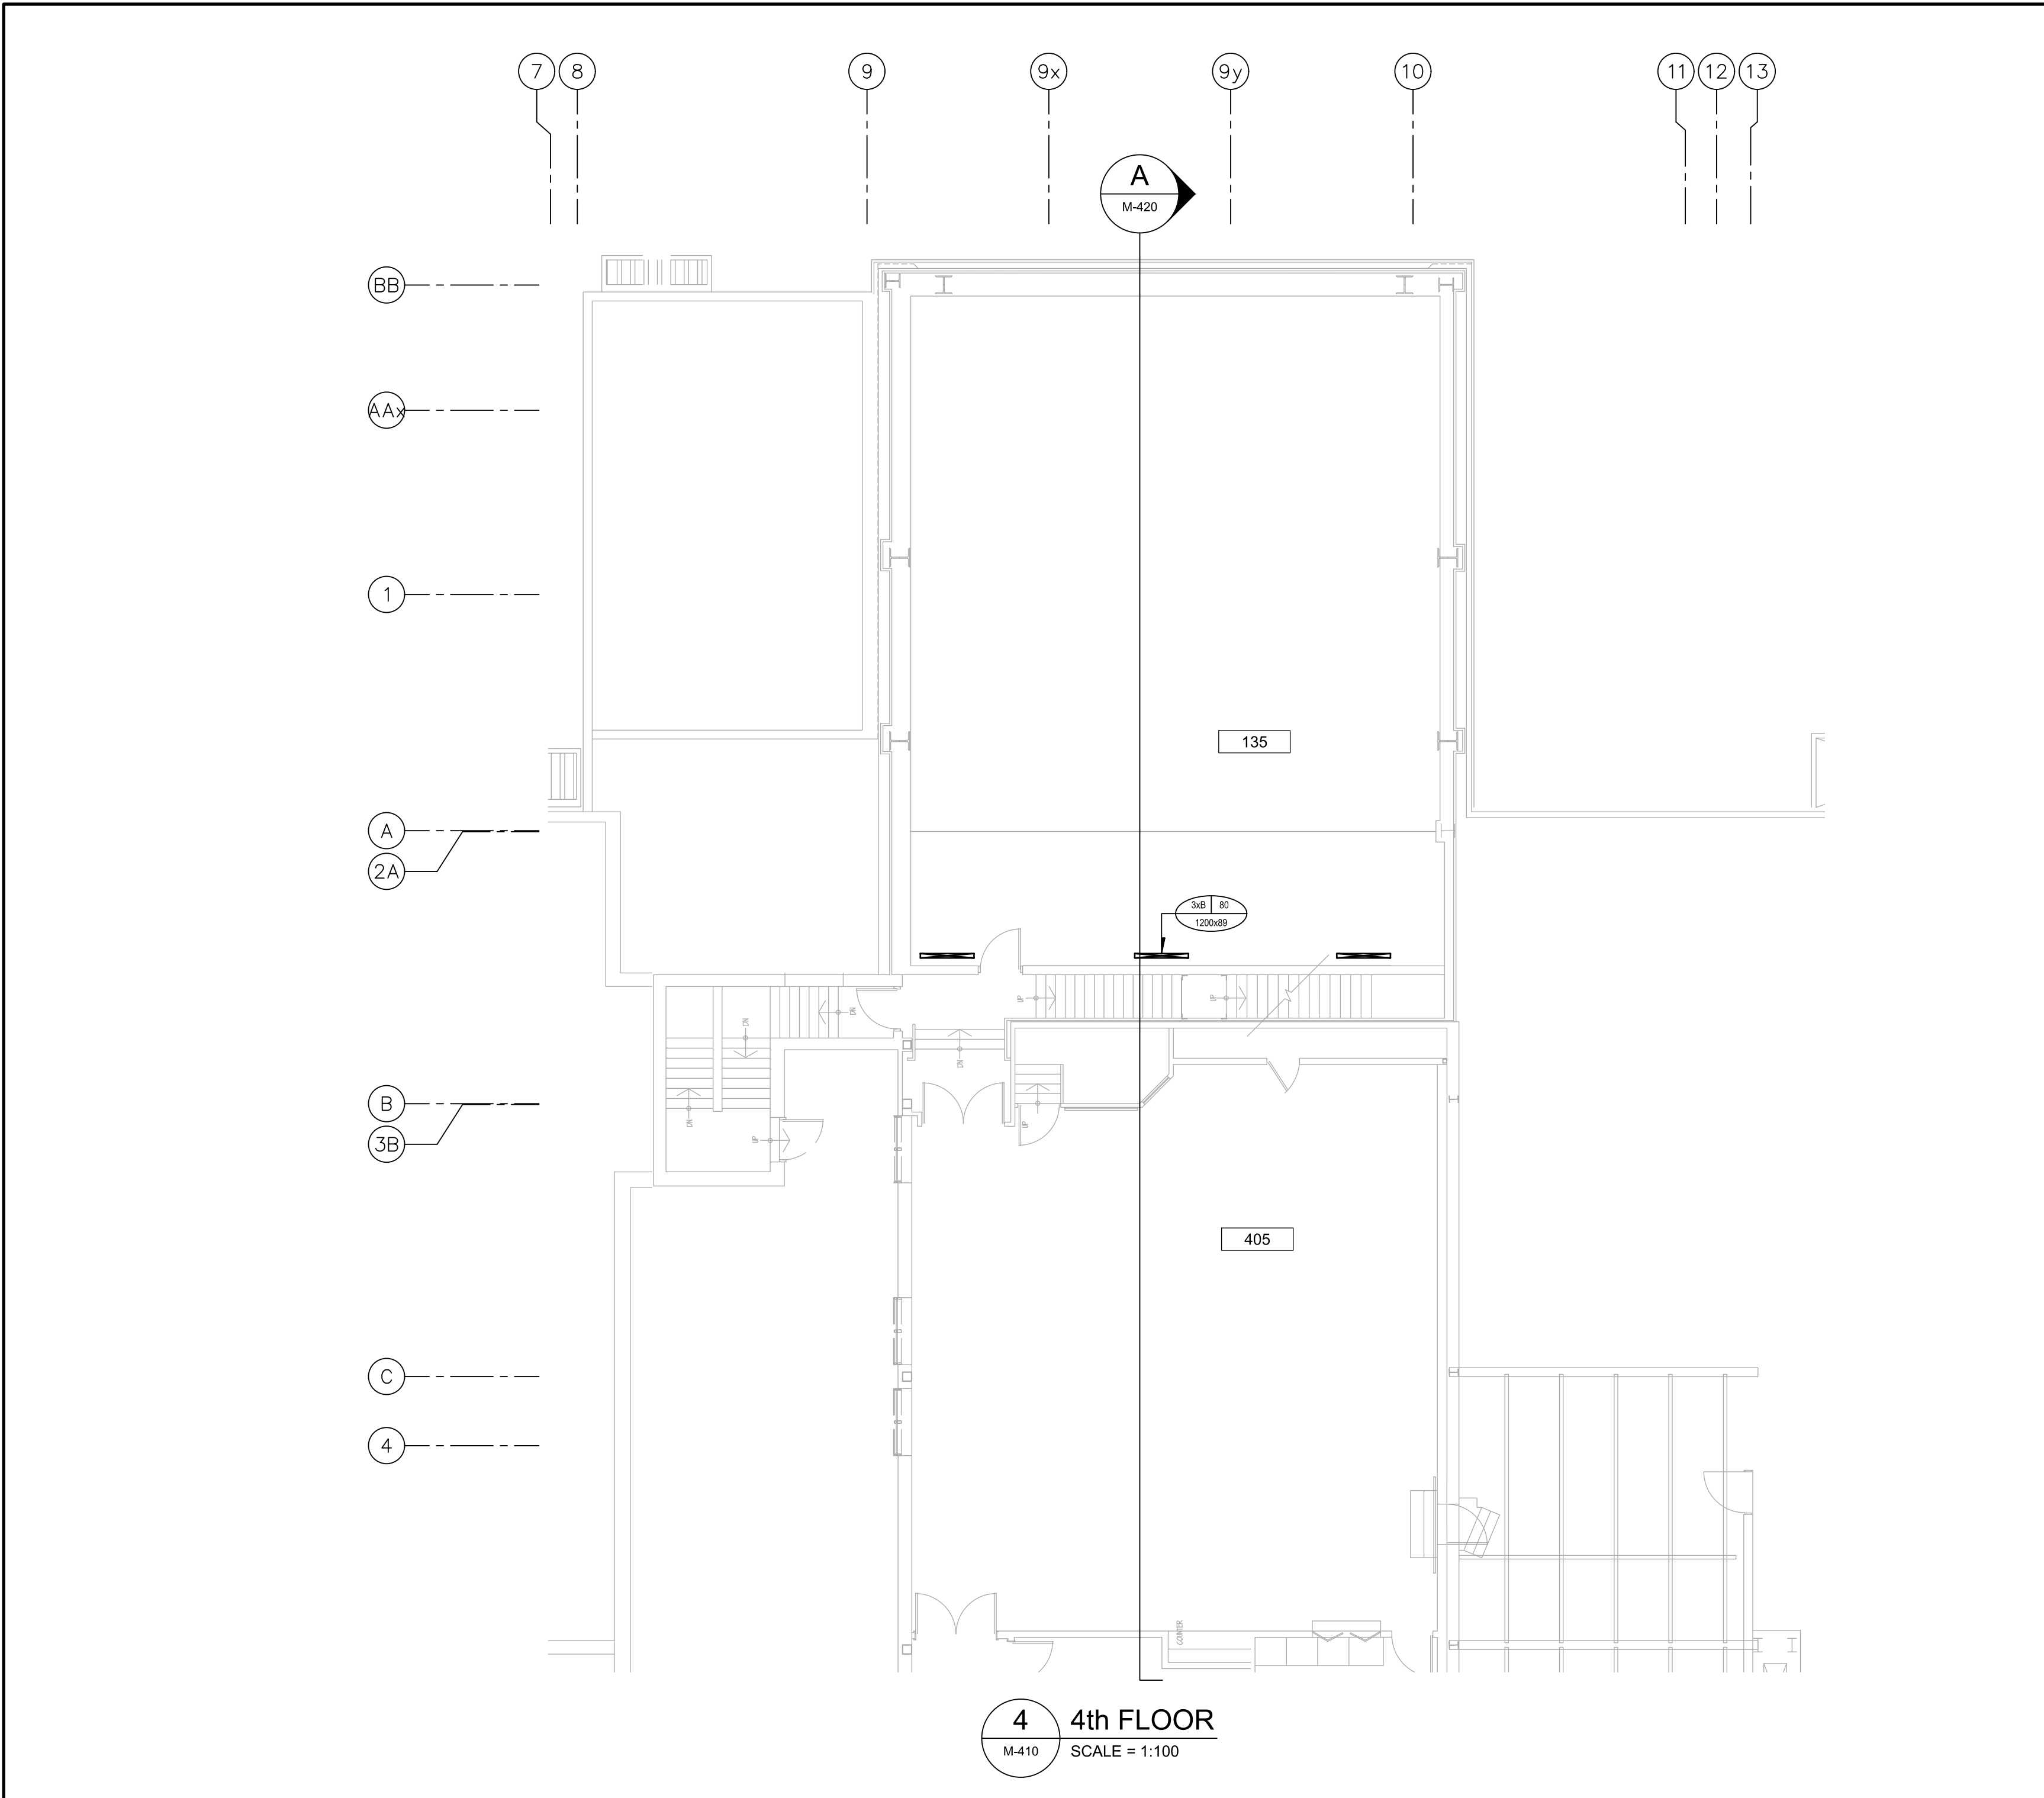 7 8 9 9x 9y 10 11 12 13
A
M-420
BB
AAx
1
135
A
2A
3xB 80
1200x89
UP UP
DN DN
DN
B
DN UP UP
3B
405
C
4
COUNTER
4 4th FLOOR
M-410 SCALE = 1:100